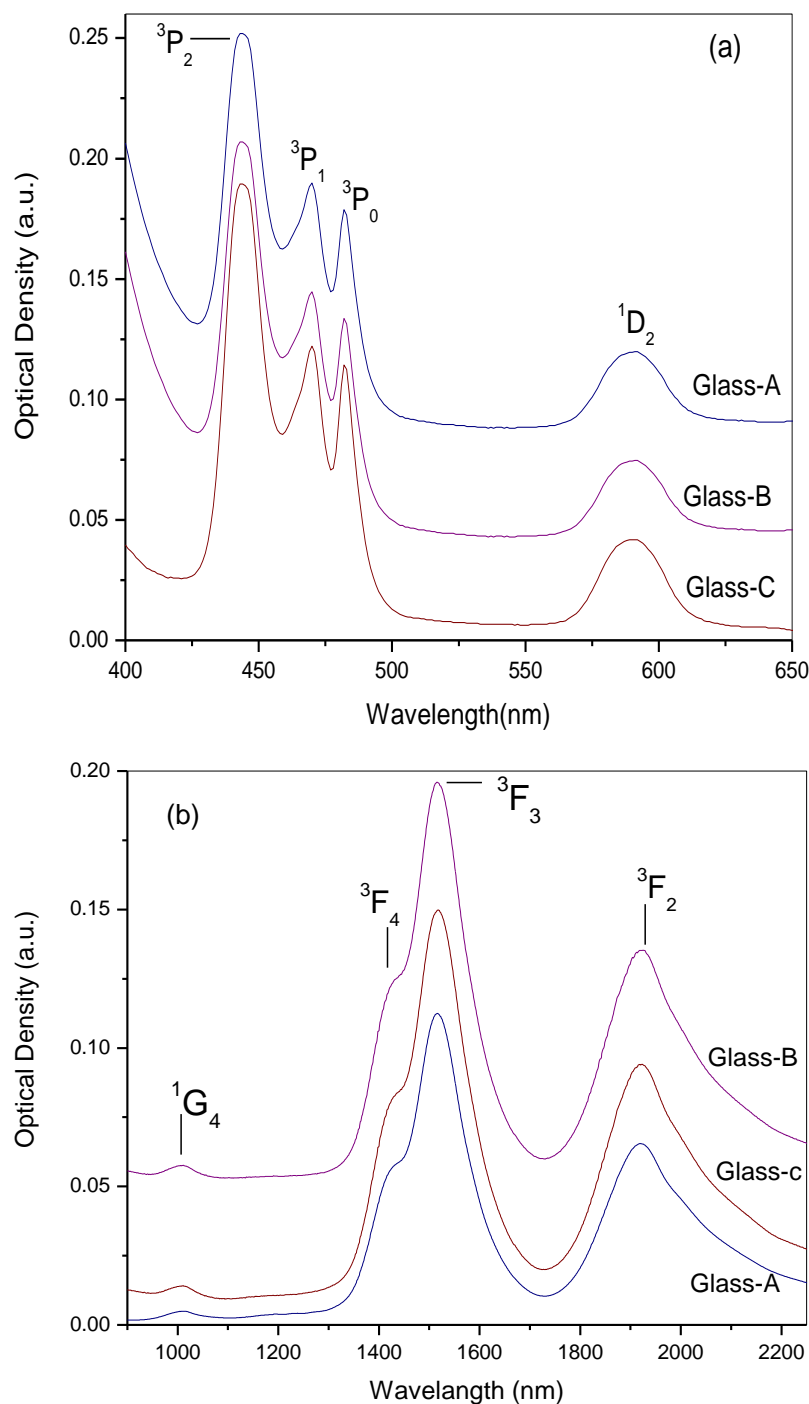 (a)
³P₂
³P₁
³P₀
¹D₂
Glass-A
Glass-B
Glass-C
Optical Density (a.u.)
0.25
0.20
0.15
0.10
0.05
0.00
400 450 500 550 600 650
Wavelength(nm)
(b)
³F₃
³F₄
³F₂
¹G₄
Glass-B
Glass-c
Glass-A
Optical Density (a.u.)
0.20
0.15
0.10
0.05
0.00
1000 1200 1400 1600 1800 2000 2200
Wavelangth (nm)